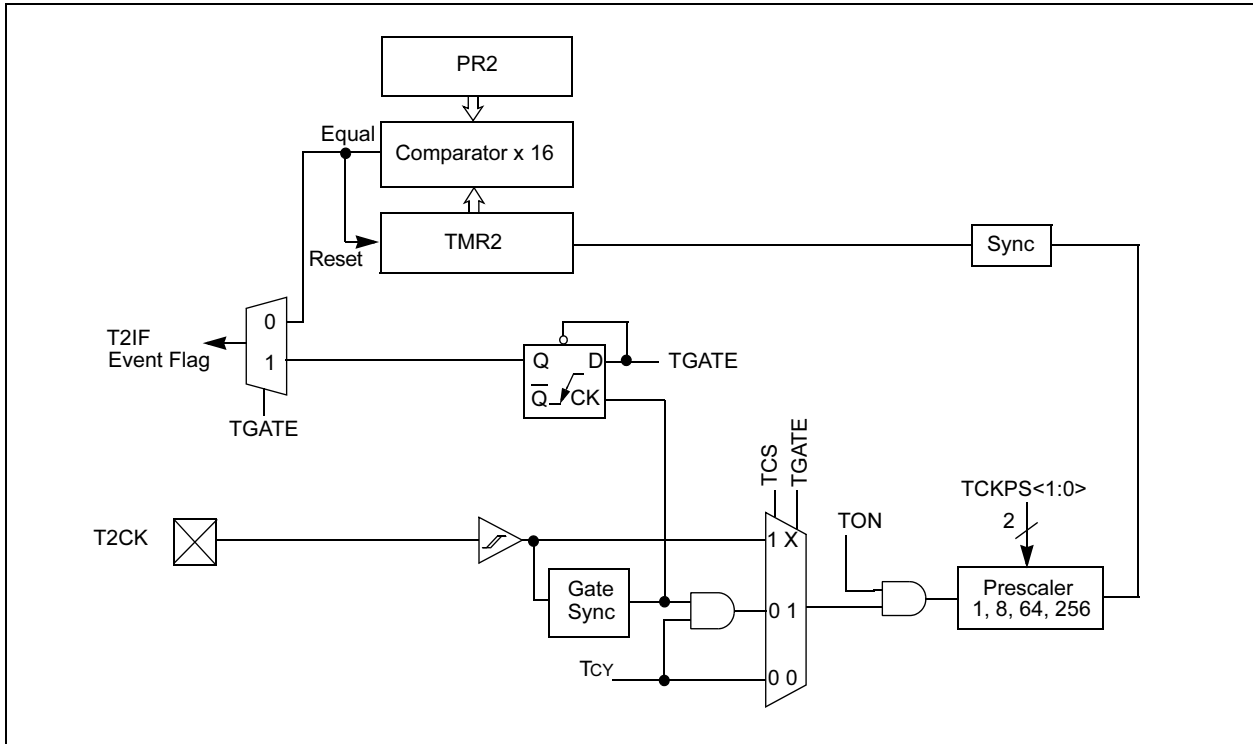 PR2
Equal
Comparator x 16
TMR2
Reset
Sync
0
1
T2IF
Event Flag
TGATE
Q
D
Q̅
CK
TGATE
TCS
TGATE
TCKPS<1:0>
2
TON
T2CK
1 X
Gate
Sync
0 1
Prescaler
1, 8, 64, 256
TCY
0 0